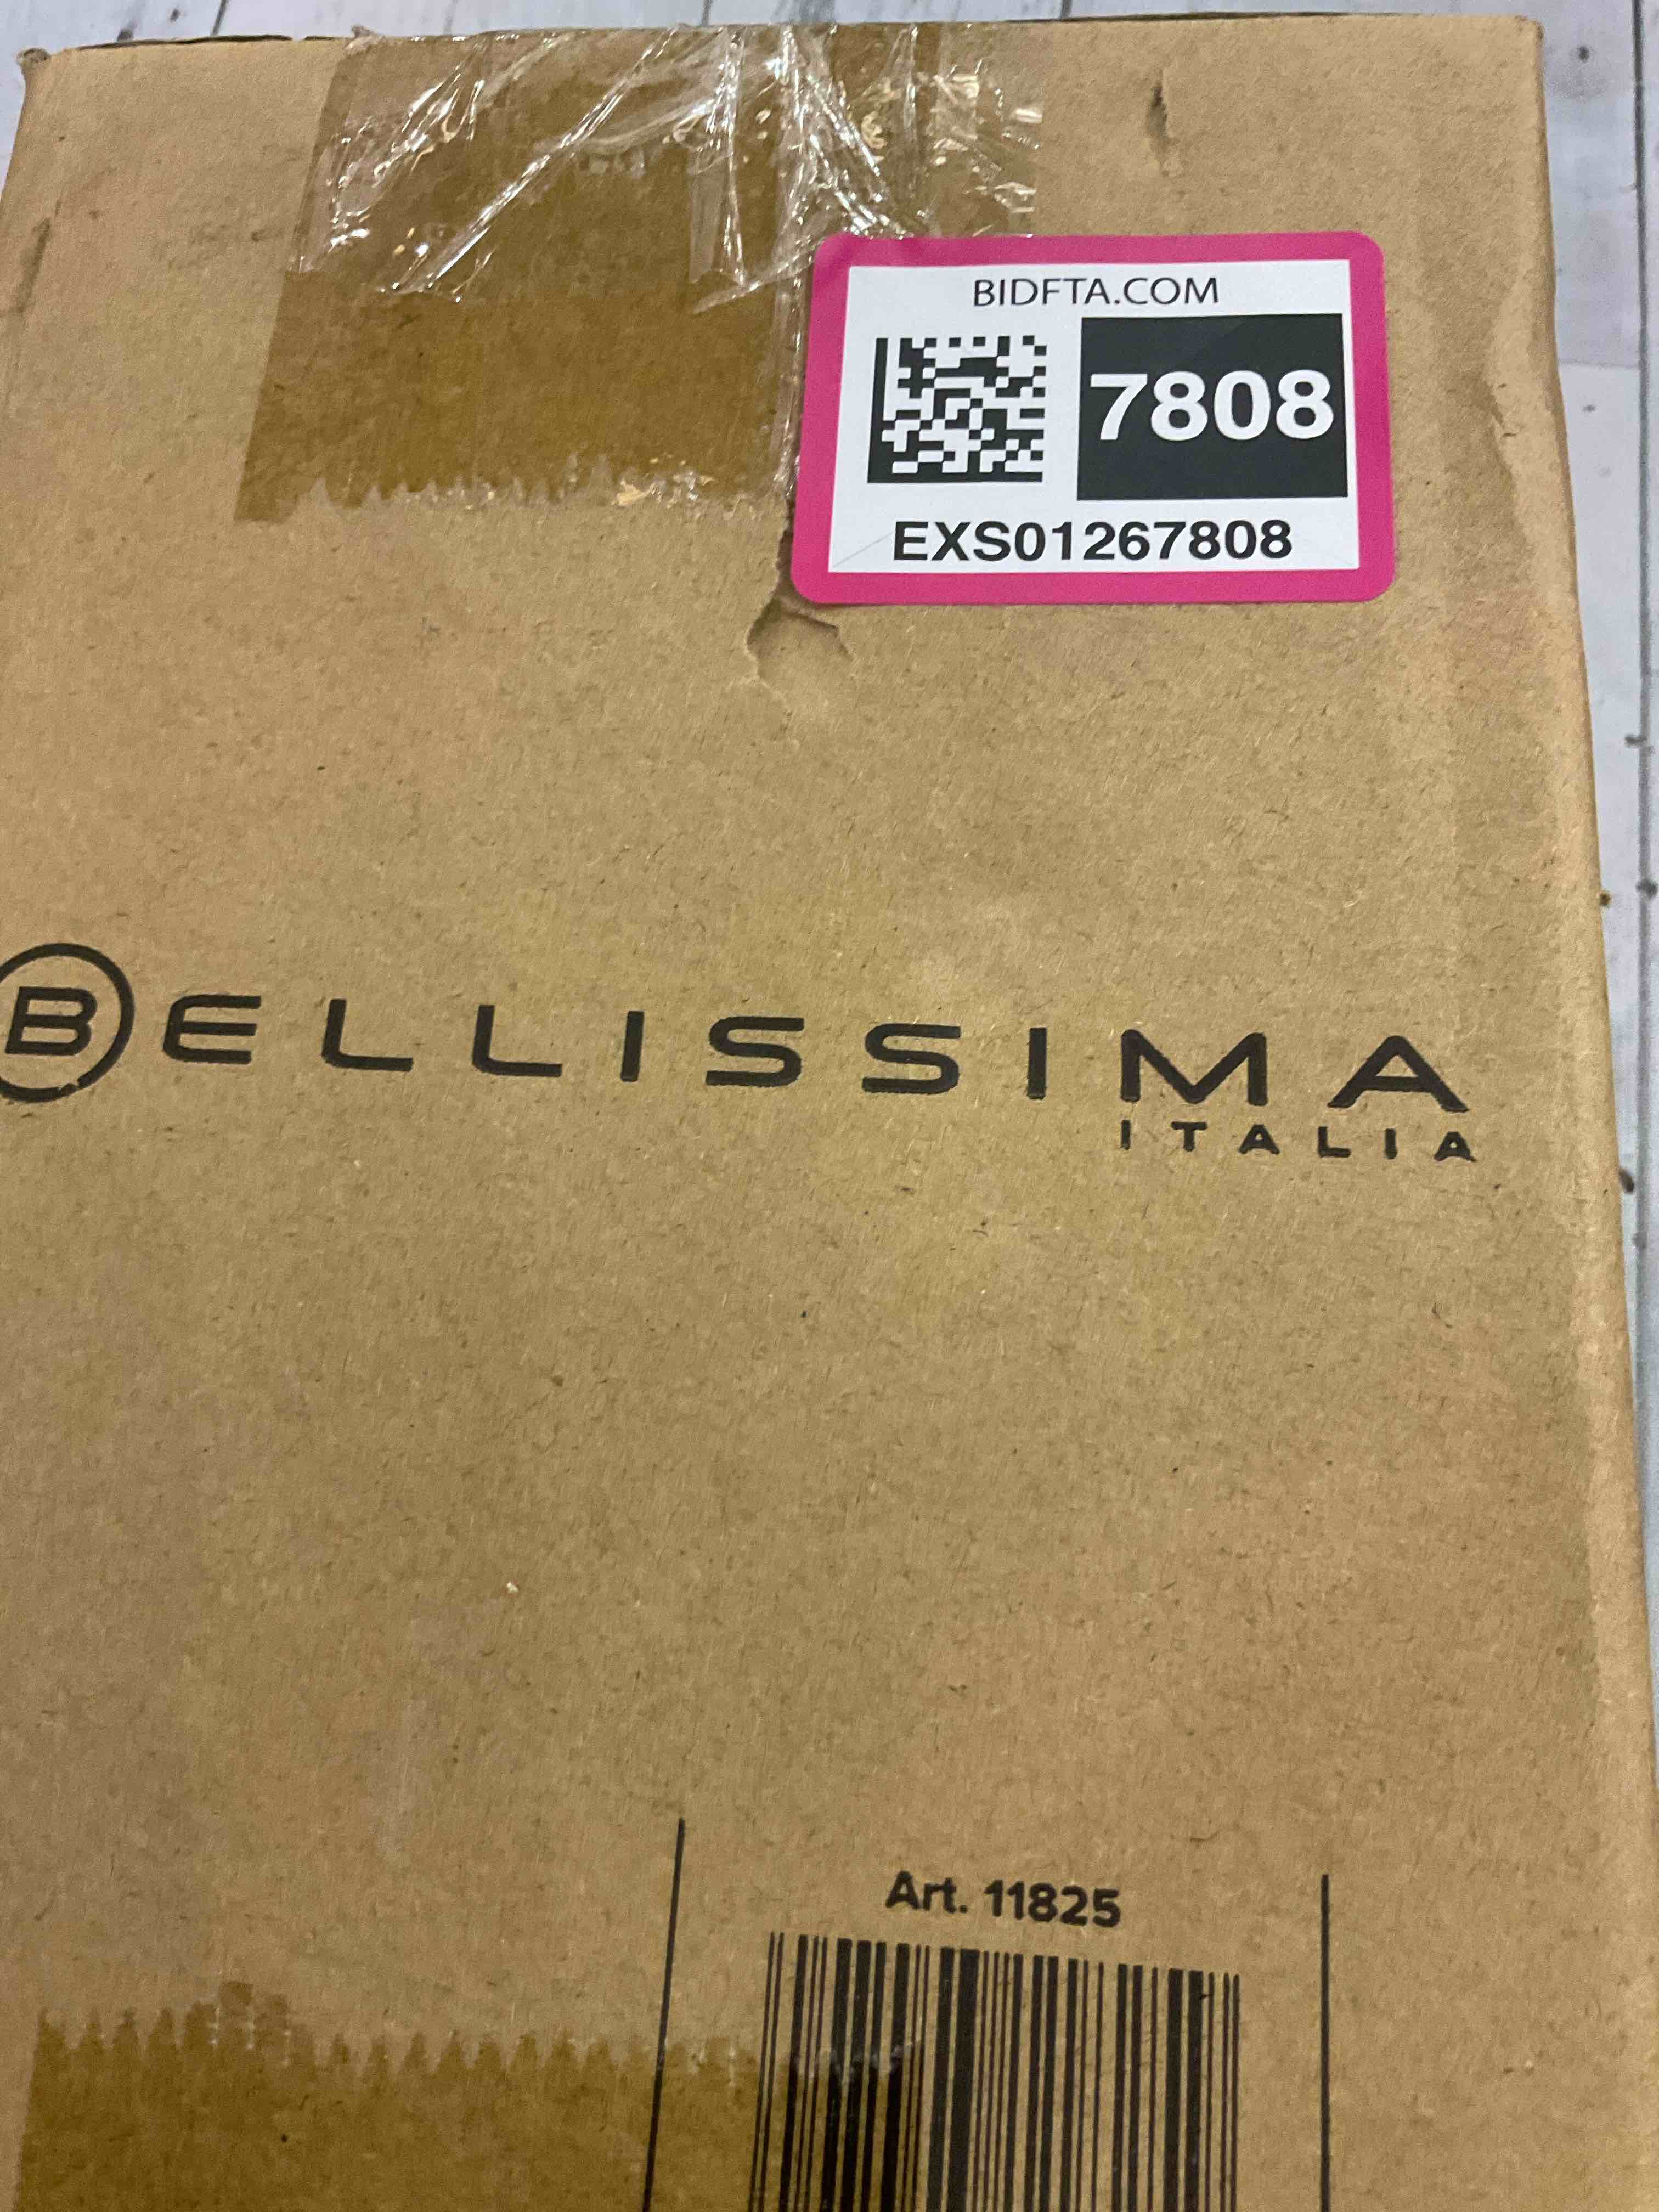 BIDFTA.COM
7808
EXS01267808
BELLISSIMA
ITALIA
Art. 11825